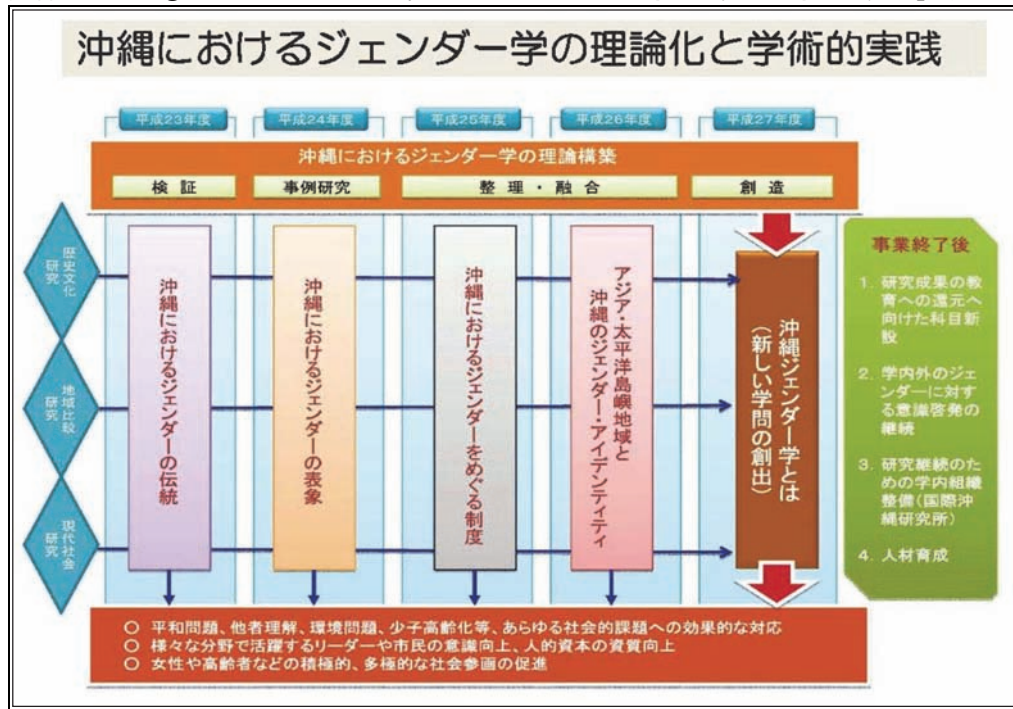 沖縄におけるジェンダー学の理論化と学術的実践
平成23年度
平成24年度
平成25年度
平成26年度
平成27年度
沖縄におけるジェンダー学の理論構築
検 証
事例研究
整 理 ・ 融 合
創 造
歴史文化
研究
地域比較
研究
現代社会
研究
沖縄におけるジェンダーの伝統
沖縄におけるジェンダーの表象
沖縄におけるジェンダーをめぐる制度
アジア・太平洋島嶼地域と
沖縄のジェンダー・アイデンティティ
沖縄ジェンダー学とは
(新しい学問の創出)
事業終了後
1. 研究成果の教
育への還元へ
向けた科目新
設
2. 学内外のジェ
ンダーに対す
る意識啓発の
継続
3. 研究継続のた
めの学内組織
整備(国際沖
縄研究所)
4. 人材育成
○ 平和問題、他者理解、環境問題、少子高齢化等、あらゆる社会的課題への効果的な対応
○ 様々な分野で活躍するリーダーや市民の意識向上、人的資本の資質向上
○ 女性や高齢者などの積極的、多極的な社会参画の促進